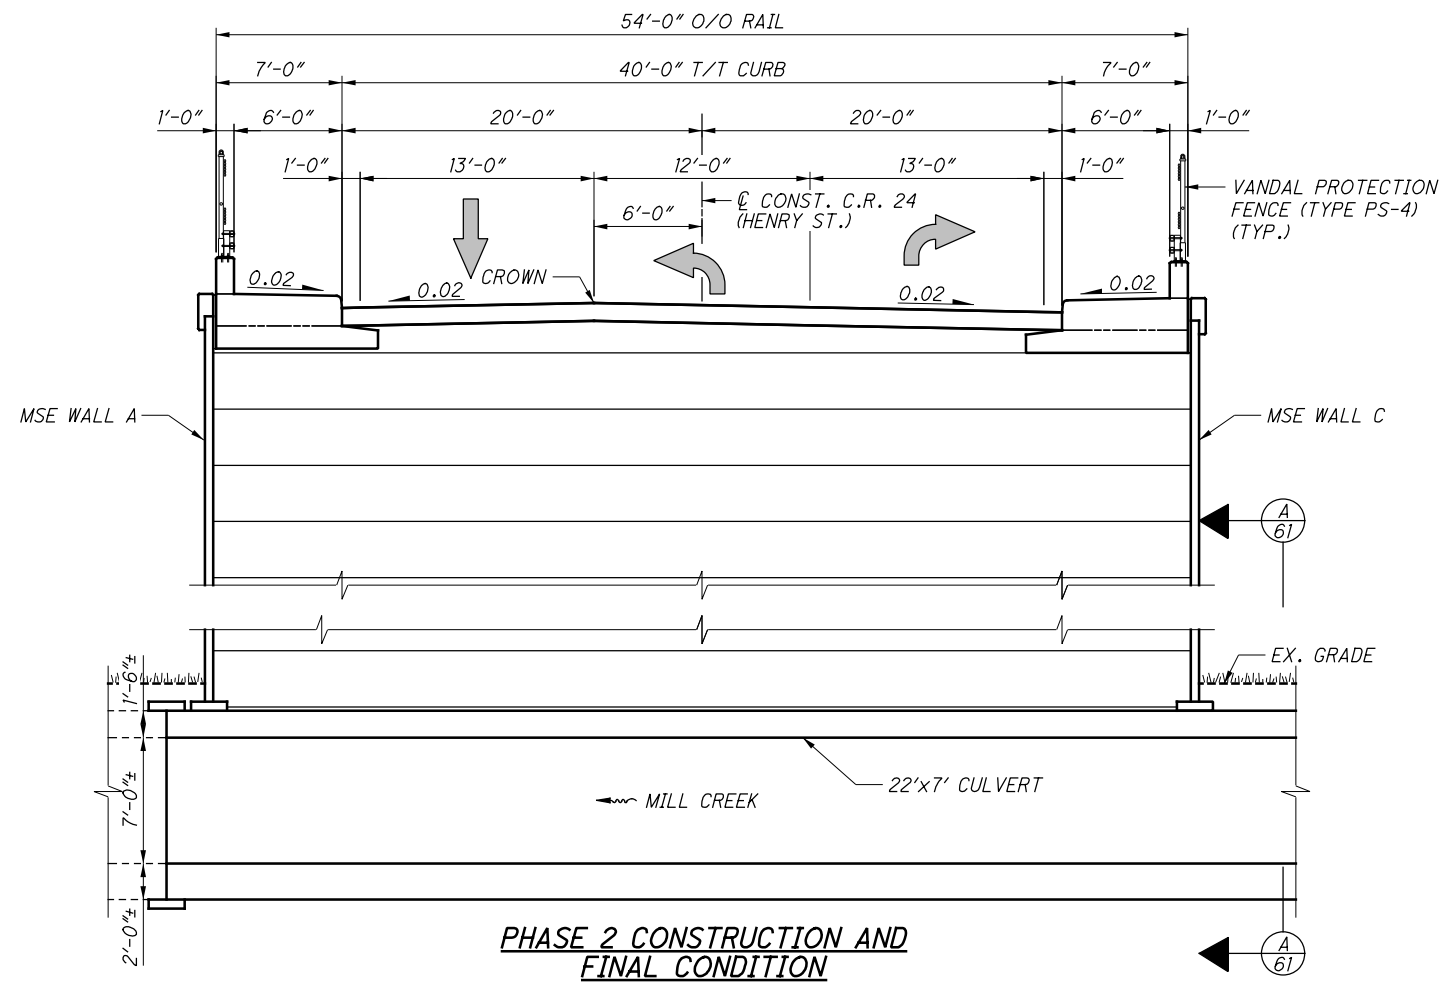 54'-0" O/O RAIL
7'-0"
40'-0" T/T CURB
7'-0"
1'-0"
6'-0"
20'-0"
20'-0"
6'-0"
1'-0"
1'-0"
13'-0"
12'-0"
13'-0"
1'-0"
VANDAL PROTECTION
FENCE (TYPE PS-4)
(TYP.)
℄ CONST. C.R. 24
(HENRY ST.)
6'-0"
CROWN
0.02
0.02
0.02
0.02
MSE WALL A
MSE WALL C
A
61
EX. GRADE
1'-6"±
7'-0"±
2'-0"±
22'x7' CULVERT
MILL CREEK
PHASE 2 CONSTRUCTION AND
FINAL CONDITION
A
61